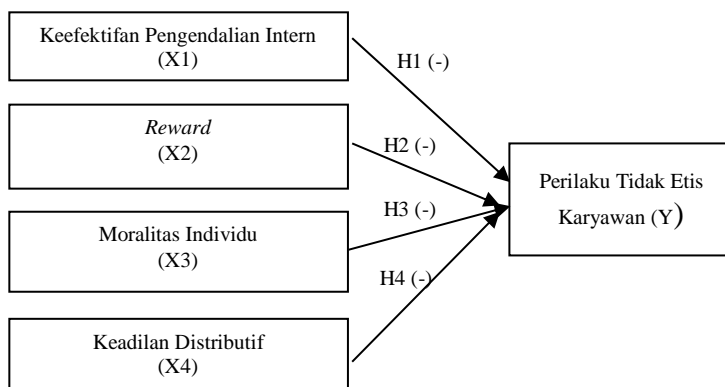 Keefektifan Pengendalian Intern
(X1)
H1 (-)
Reward
(X2)
H2 (-)
Perilaku Tidak Etis
Karyawan (Y)
H3 (-)
Moralitas Individu
(X3)
H4 (-)
Keadilan Distributif
(X4)